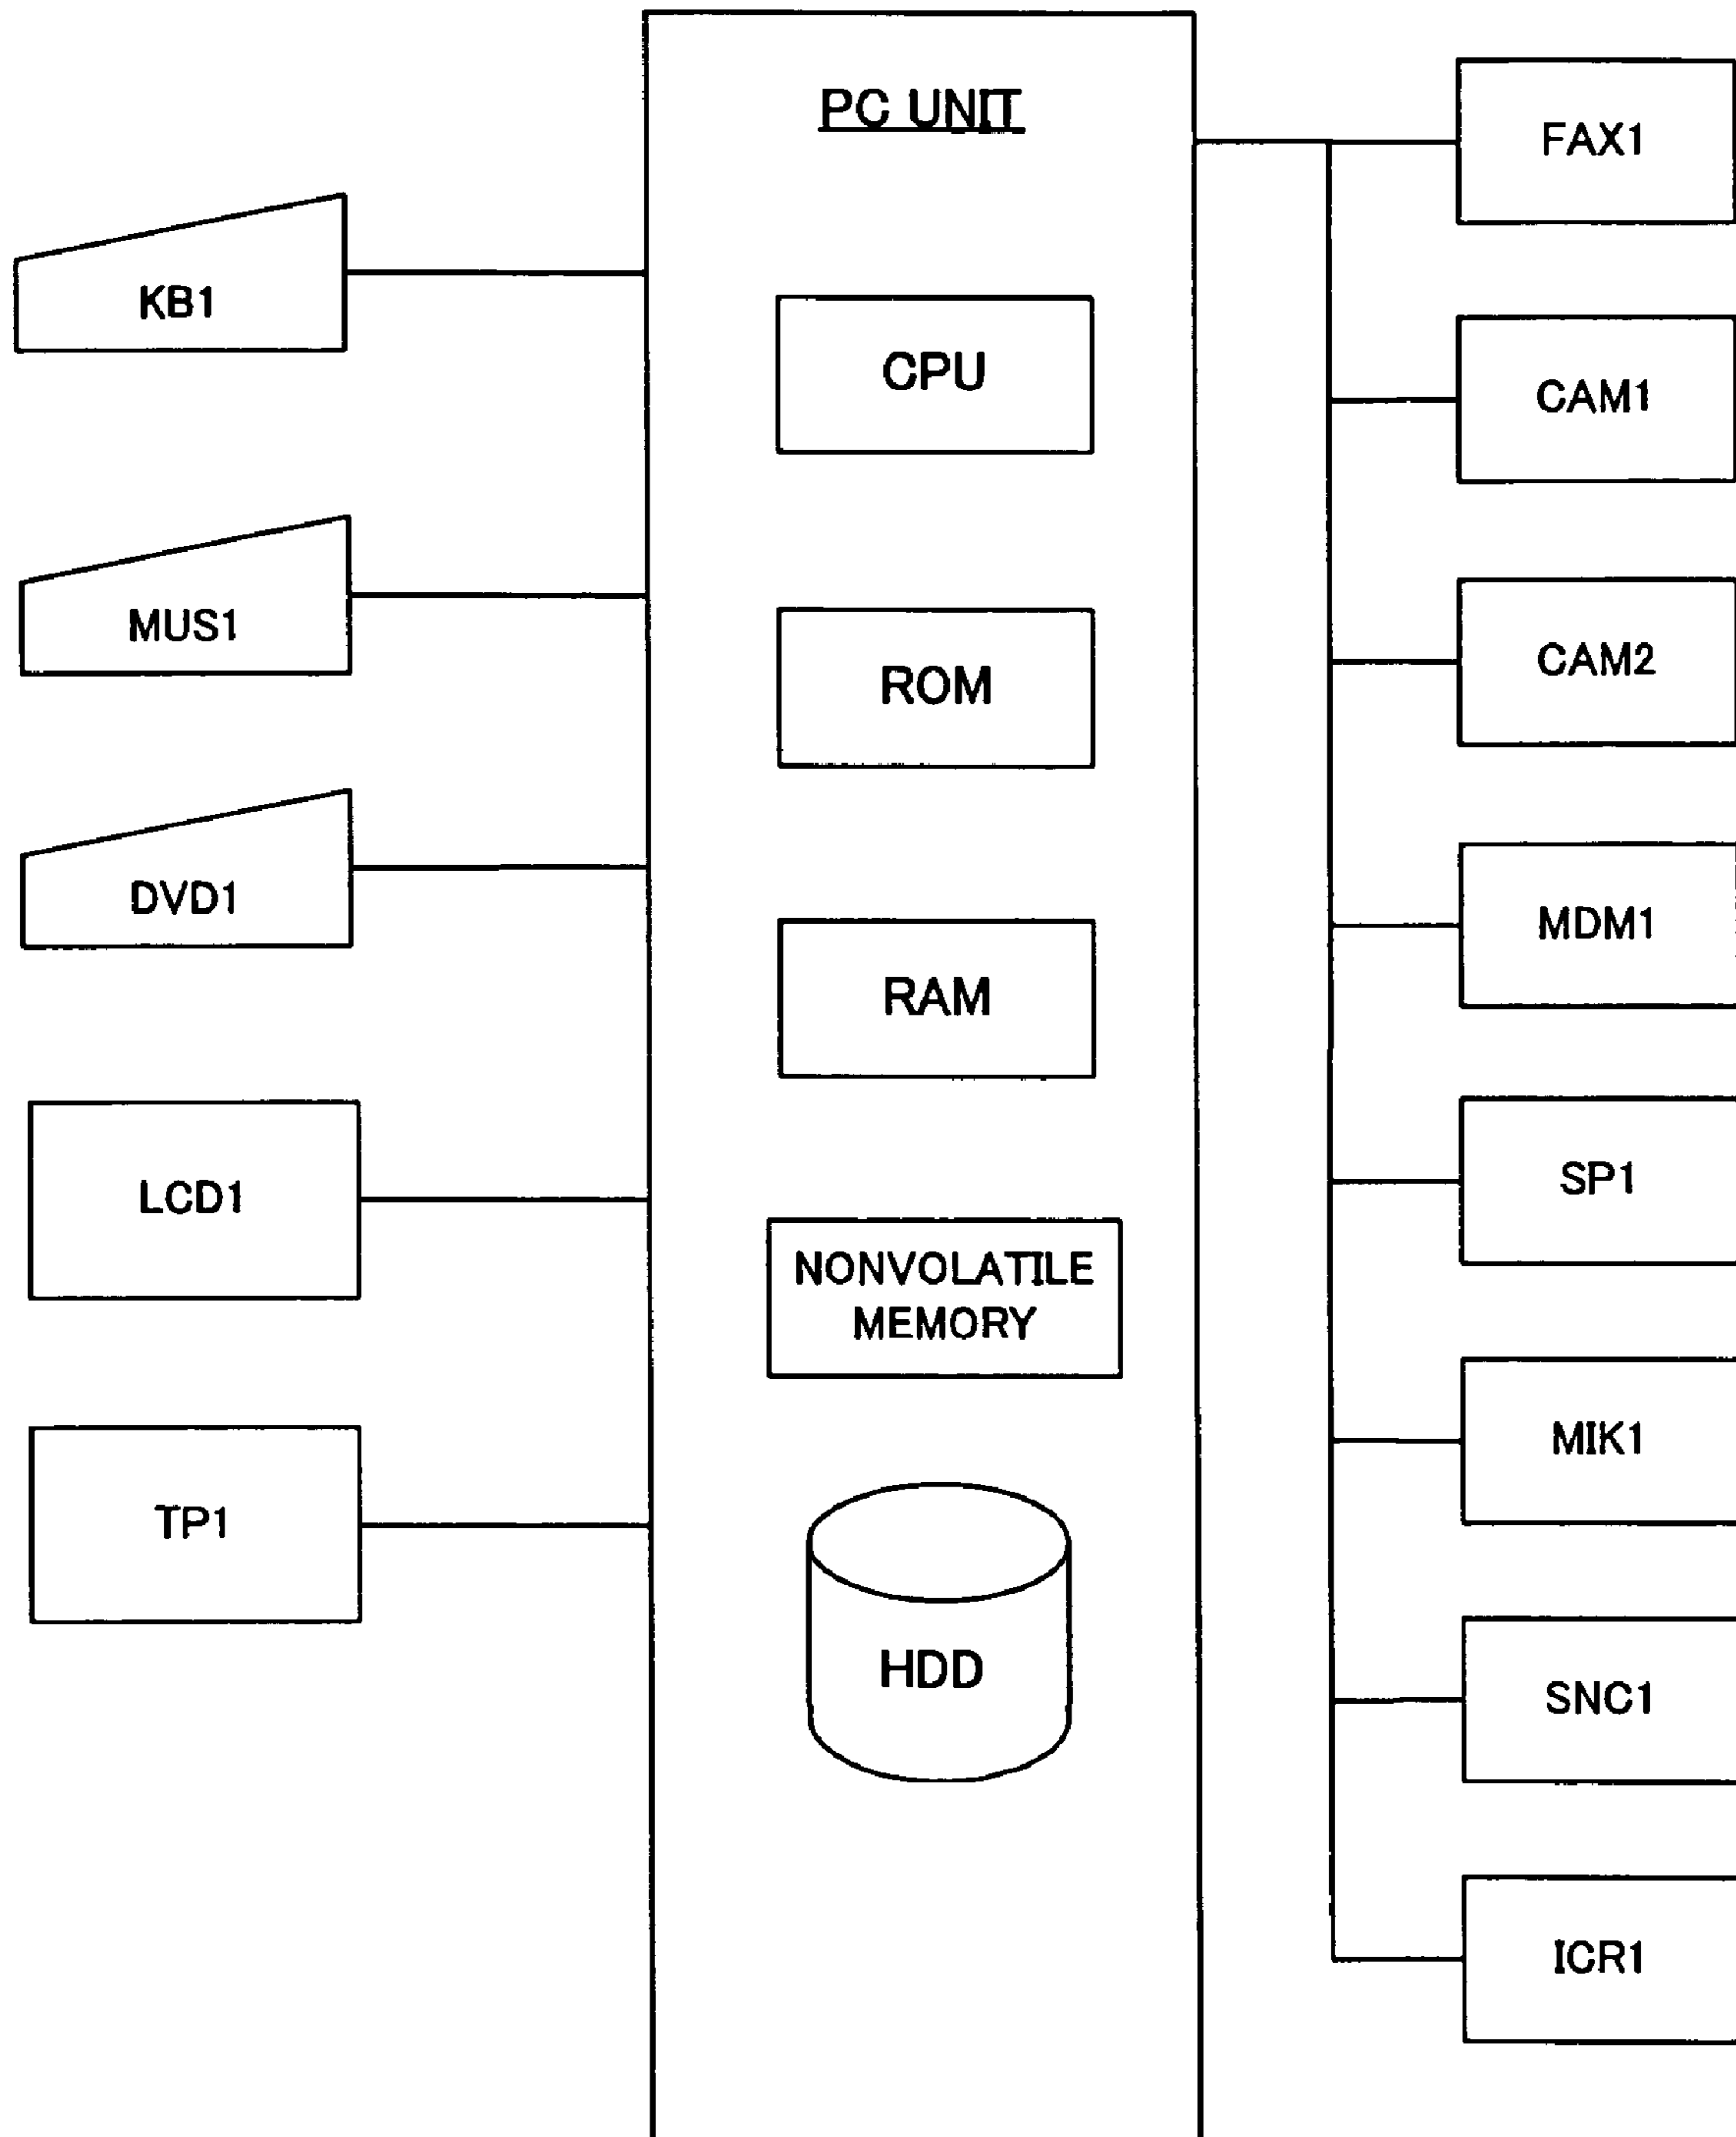 PC UNIT
KB1
MUS1
DVD1
LCD1
TP1
CPU
ROM
RAM
NONVOLATILE
MEMORY
HDD
FAX1
CAM1
CAM2
MDM1
SP1
MIK1
SNC1
ICR1